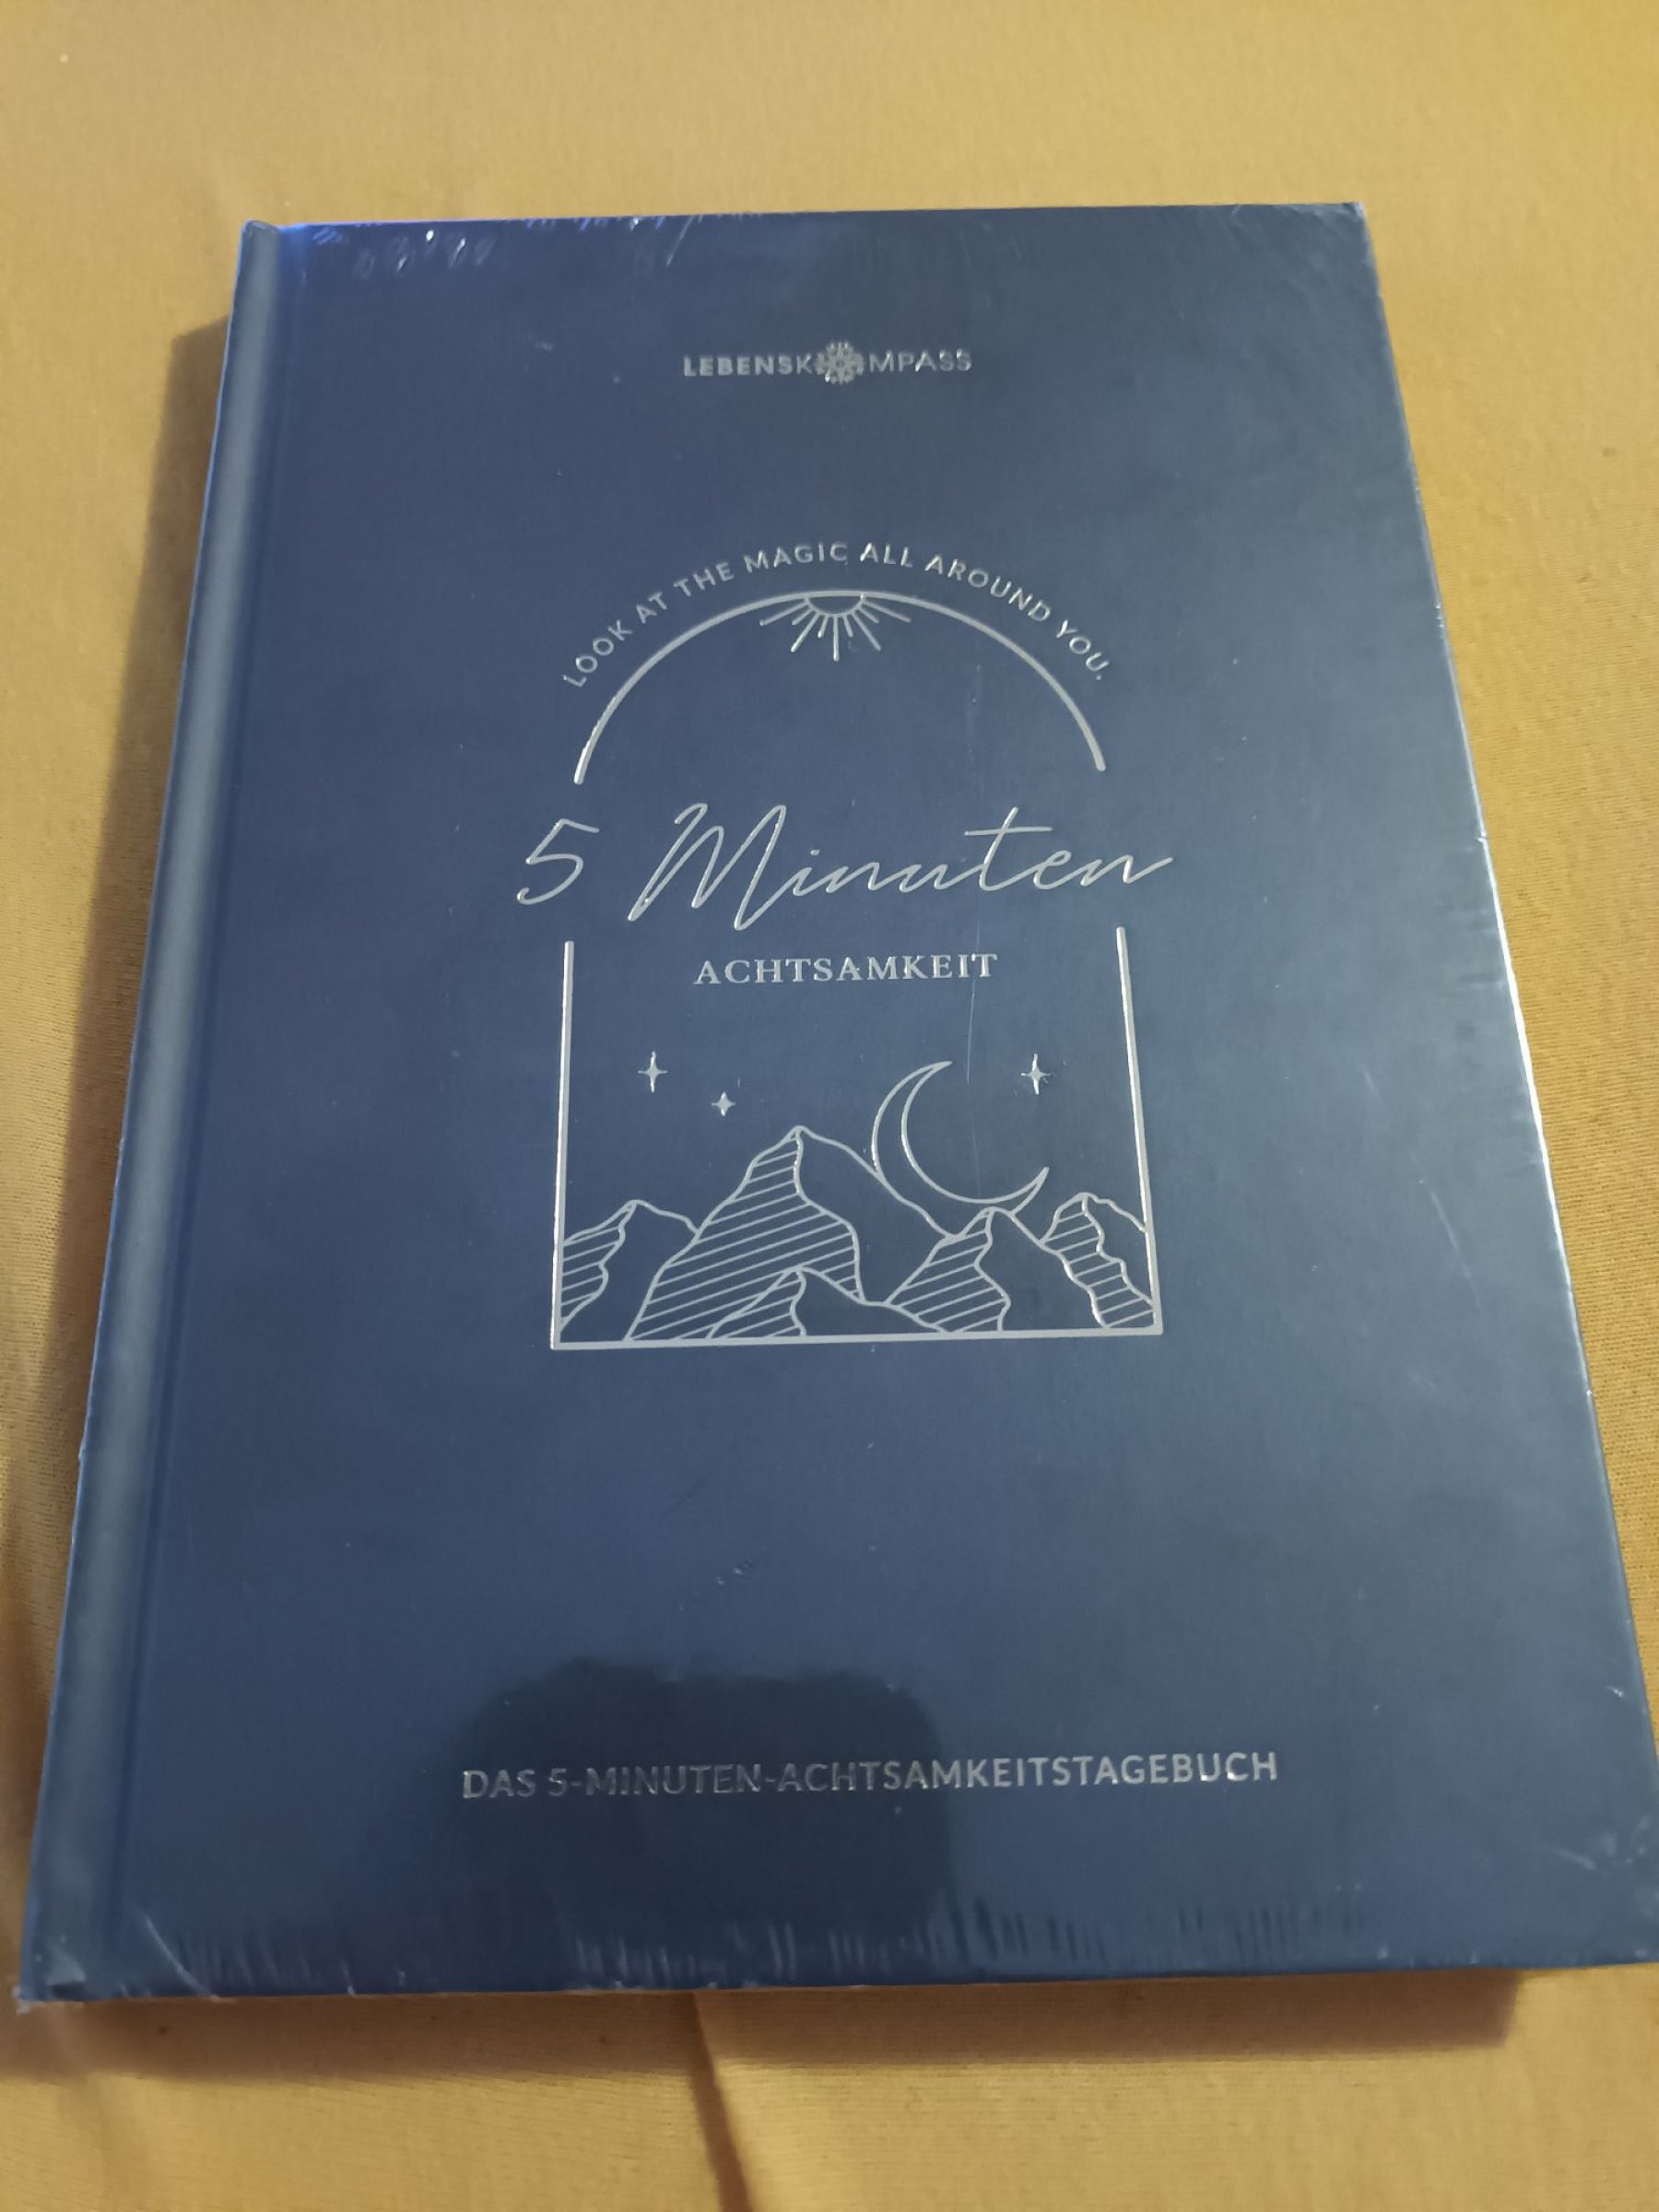 LEBENSKOMPASS
LOOK AT THE MAGIC ALL AROUND YOU.
5 Minuten
ACHTSAMKEIT
DAS 5-MINUTEN-ACHTSAMKEITSTAGEBUCH